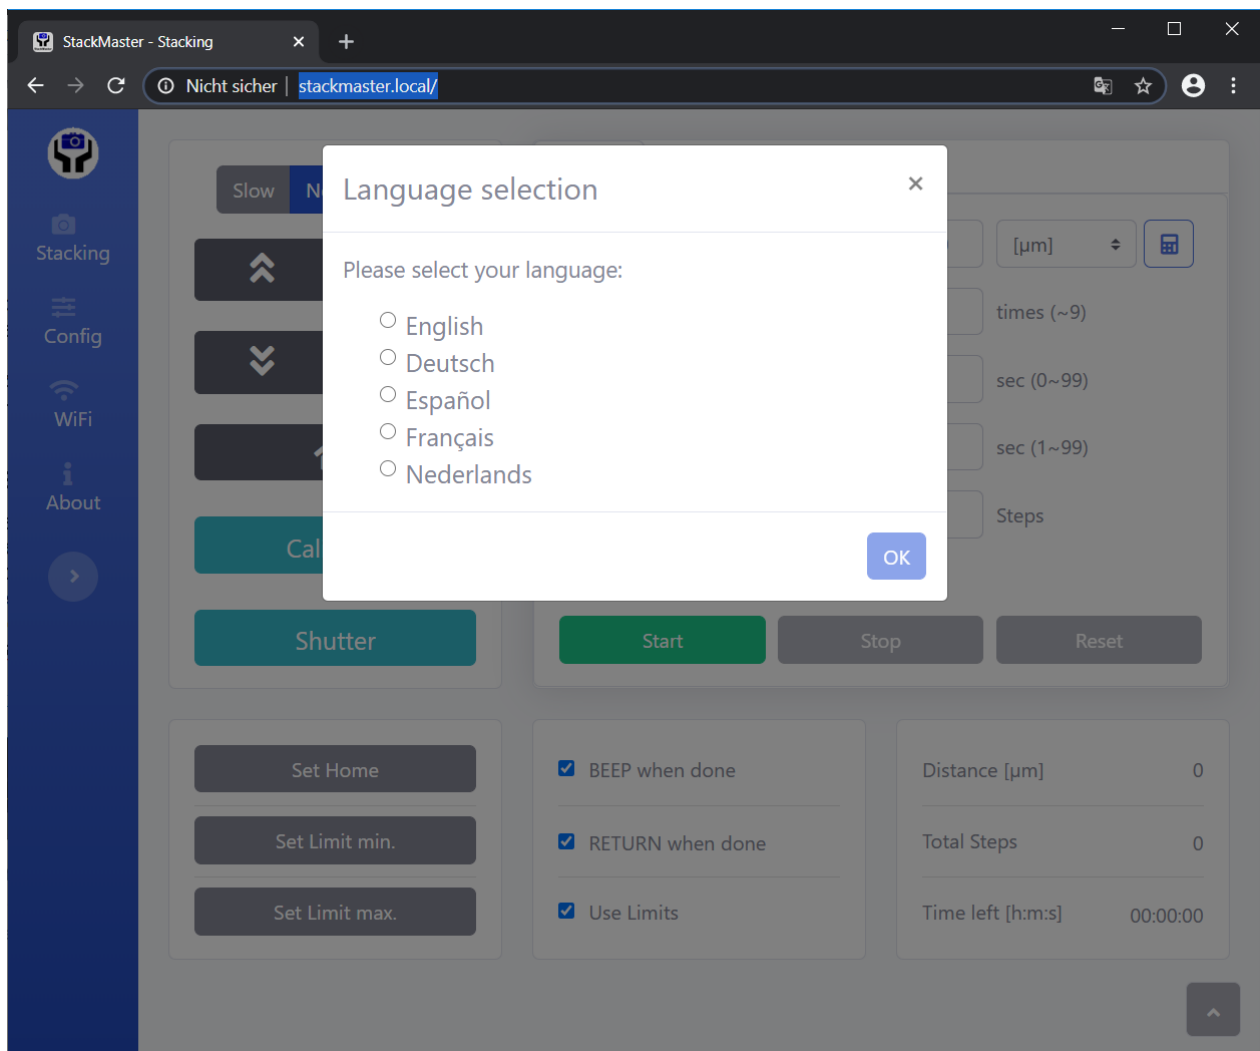 StackMaster - Stacking
Nicht sicher | stackmaster.local/
Stacking
Config
WiFi
About
Slow
Language selection
Please select your language:
English
Deutsch
Español
Français
Nederlands
OK
[µm]
times (~9)
sec (0~99)
sec (1~99)
Steps
Shutter
Start Stop Reset
Set Home
Set Limit min.
Set Limit max.
BEEP when done
RETURN when done
Use Limits
Distance [µm] 0
Total Steps 0
Time left [h:m:s] 00:00:00